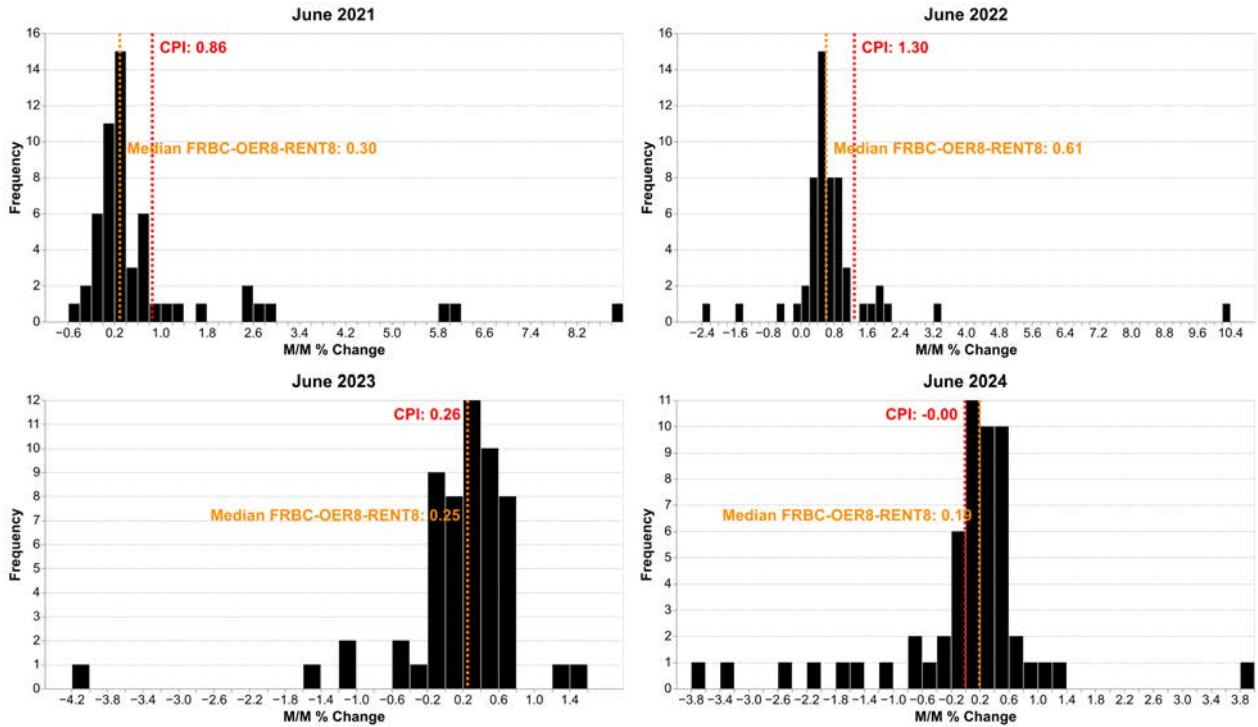 June 2021
16
14
12
10
8
6
4
2
0
Frequency
CPI: 0.86
Median FRBC-OER8-RENT8: 0.30
−0.6 0.2 1.0 1.8 2.6 3.4 4.2 5.0 5.8 6.6 7.4 8.2
M/M % Change
June 2022
16
14
12
10
8
6
4
2
0
Frequency
CPI: 1.30
Median FRBC-OER8-RENT8: 0.61
−2.4 −1.6 −0.8 0.0 0.8 1.6 2.4 3.2 4.0 4.8 5.6 6.4 7.2 8.0 8.8 9.6 10.4
M/M % Change
June 2023
12
11
10
9
8
7
6
5
4
3
2
1
0
Frequency
CPI: 0.26
Median FRBC-OER8-RENT8: 0.25
−4.2 −3.8 −3.4 −3.0 −2.6 −2.2 −1.8 −1.4 −1.0 −0.6 −0.2 0.2 0.6 1.0 1.4
M/M % Change
June 2024
11
10
9
8
7
6
5
4
3
2
1
0
Frequency
CPI: -0.00
Median FRBC-OER8-RENT8: 0.19
−3.8 −3.4 −3.0 −2.6 −2.2 −1.8 −1.4 −1.0 −0.6 −0.2 0.2 0.6 1.0 1.4 1.8 2.2 2.6 3.0 3.4 3.8
M/M % Change